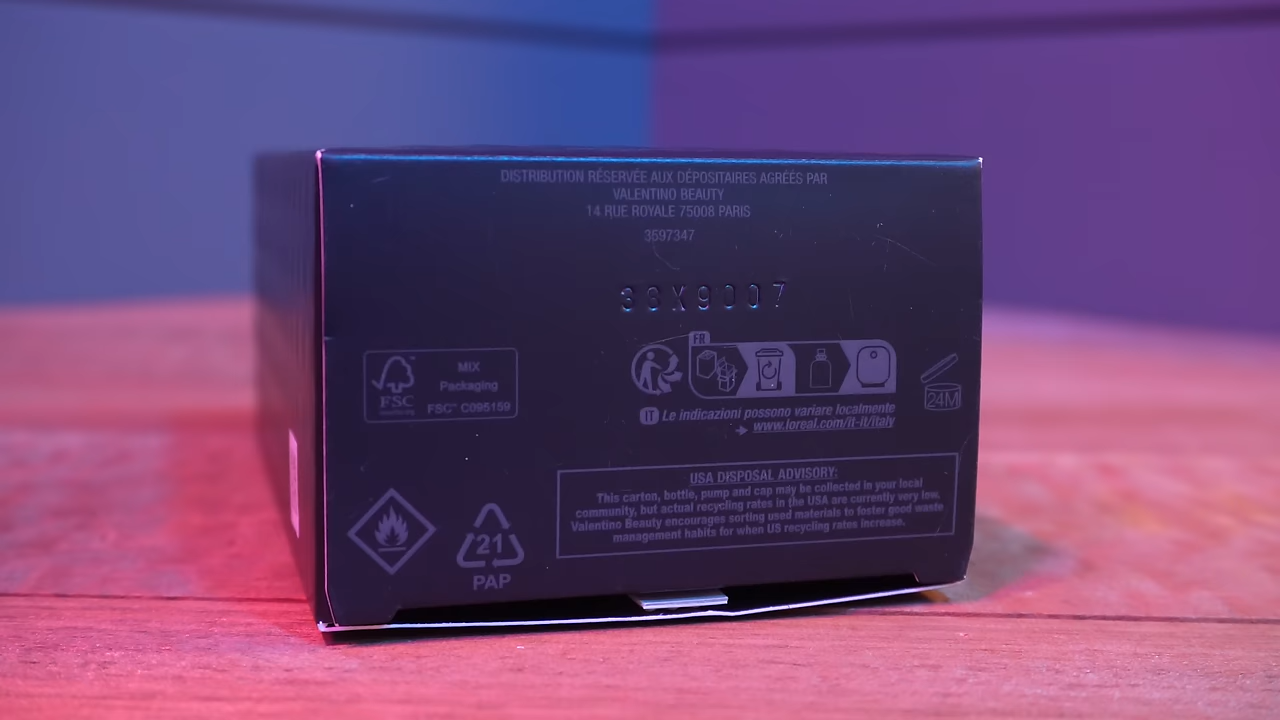 DISTRIBUTION RÉSERVÉE AUX DÉPOSITAIRES AGRÉÉS PAR
VALENTINO BEAUTY
14 RUE ROYALE 75008 PARIS
3597347
38X9007
FR
FSC
MIX
Packaging
FSC™ C095159
24M
IT Le indicazioni possono variare localmente
www.loreal.com/it-it/italy
USA DISPOSAL ADVISORY:
This carton, bottle, pump and cap may be collected in your local
community, but actual recycling rates in the USA are currently very low.
Valentino Beauty encourages sorting used materials to foster good waste
management habits for when US recycling rates increase.
21
PAP